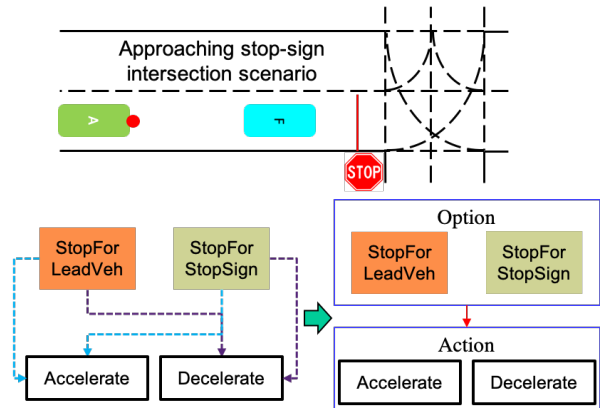 Approaching stop-sign
intersection scenario
A
F
STOP
StopFor
LeadVeh
StopFor
StopSign
Accelerate
Decelerate
Option
StopFor
LeadVeh
StopFor
StopSign
Action
Accelerate
Decelerate